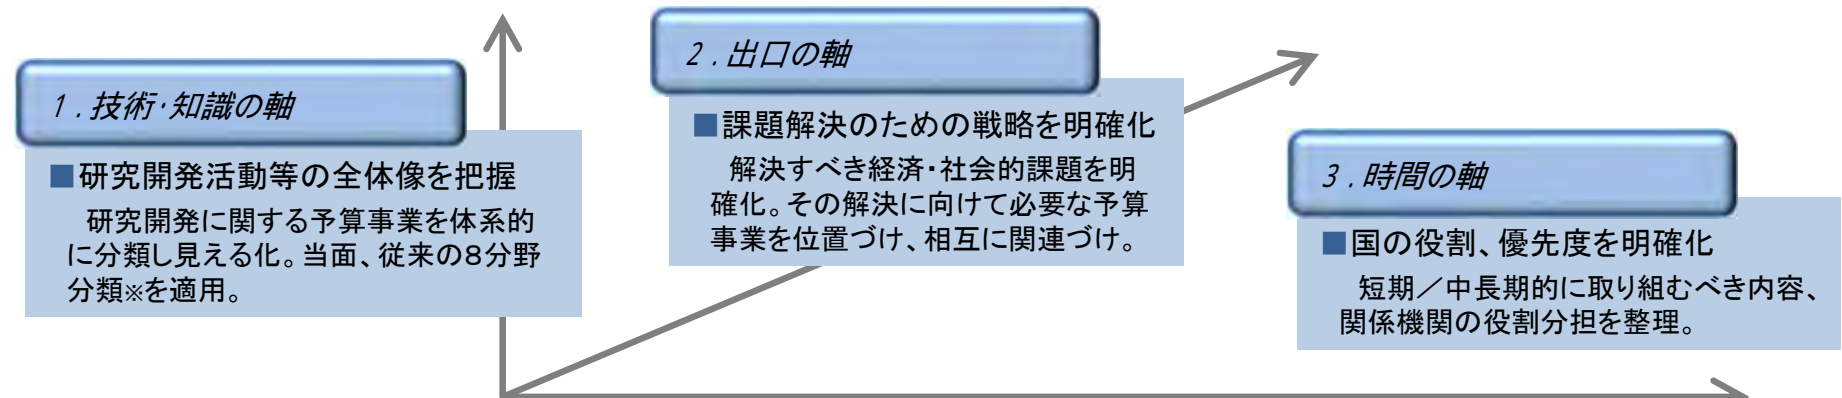 1．技術・知識の軸
■研究開発活動等の全体像を把握
研究開発に関する予算事業を体系的
に分類し見える化。当面、従来の８分野
分類※を適用。
2．出口の軸
■課題解決のための戦略を明確化
解決すべき経済・社会的課題を明
確化。その解決に向けて必要な予算
事業を位置づけ、相互に関連づけ。
3．時間の軸
■国の役割、優先度を明確化
短期／中長期的に取り組むべき内容、
関係機関の役割分担を整理。